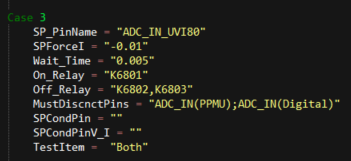 Case 3
SP_PinName = "ADC_IN_UVI80"
SPForceI = "-0.01"
Wait_Time = "0.005"
On_Relay = "K6801"
Off_Relay = "K6802,K6803"
MustDiscnctPins = "ADC_IN(PPMU);ADC_IN(Digital)"
SPCondPin = ""
SPCondPinV_I = ""
TestItem = "Both"